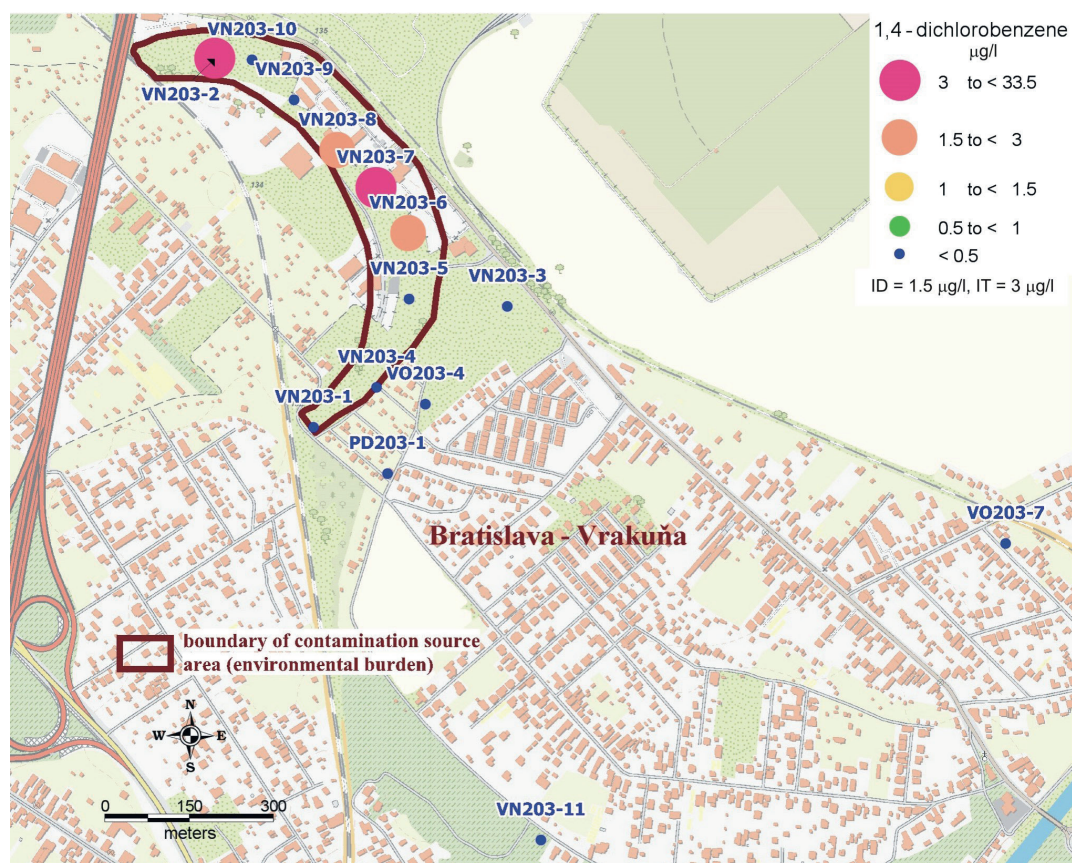 VN203-10
135
1,4 - dichlorobenzene
µg/l
VN203-9
3 to < 33.5
VN203-2
VN203-8
1.5 to < 3
VN203-7
134
1 to < 1.5
VN203-6
0.5 to < 1
VN203-5
VN203-3
< 0.5
ID = 1.5 µg/l, IT = 3 µg/l
VN203-4
VO203-4
VN203-1
PD203-1
VO203-7
Bratislava - Vrakuňa
boundary of contamination source
area (environmental burden)
N
W E
S
0 150 300
meters
VN203-11